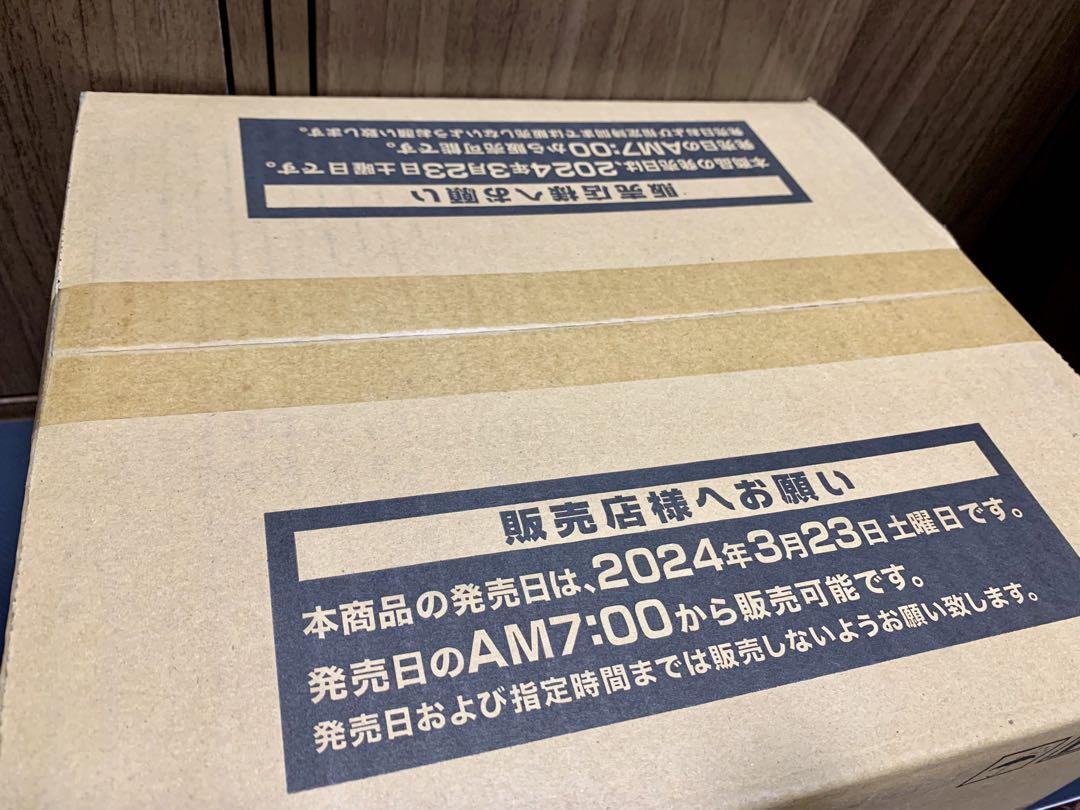 販売店様へお願い
本商品の発売日は、2024年3月23日土曜日です。
発売日のAM7:00から販売可能です。
発売日および指定時間までは販売しないようお願い致します。
販売店様へお願い
本商品の発売日は、2024年3月23日土曜日です。
発売日のAM7:00から販売可能です。
発売日および指定時間までは販売しないようお願い致します。